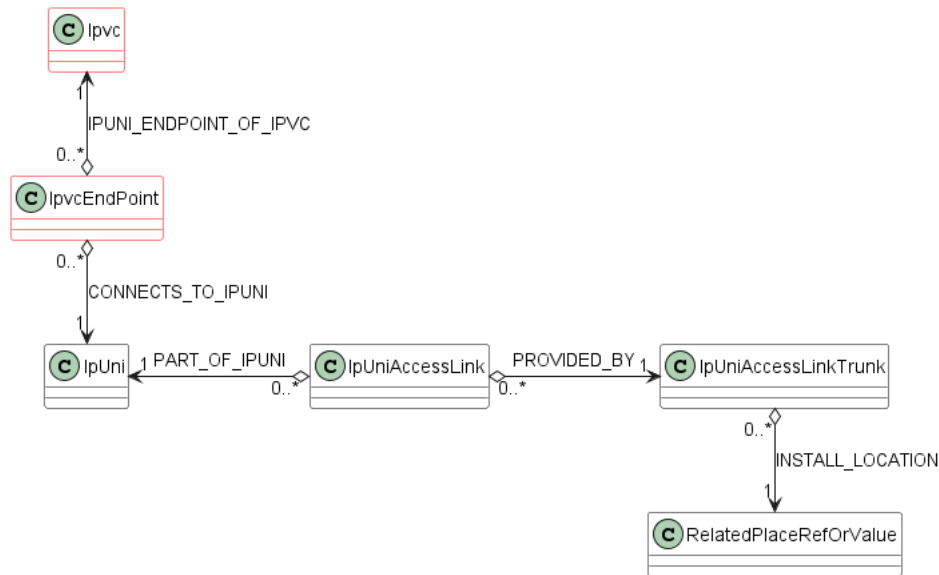 C Ipvc
1
IPUNI_ENDPOINT_OF_IPVC
0..*
C IpvcEndPoint
0..*
CONNECTS_TO_IPUNI
1
C IpUni 1 PART_OF_IPUNI 0..* C IpUniAccessLink 0..* PROVIDED_BY 1 C IpUniAccessLinkTrunk
0..*
INSTALL_LOCATION
1
C RelatedPlaceRefOrValue